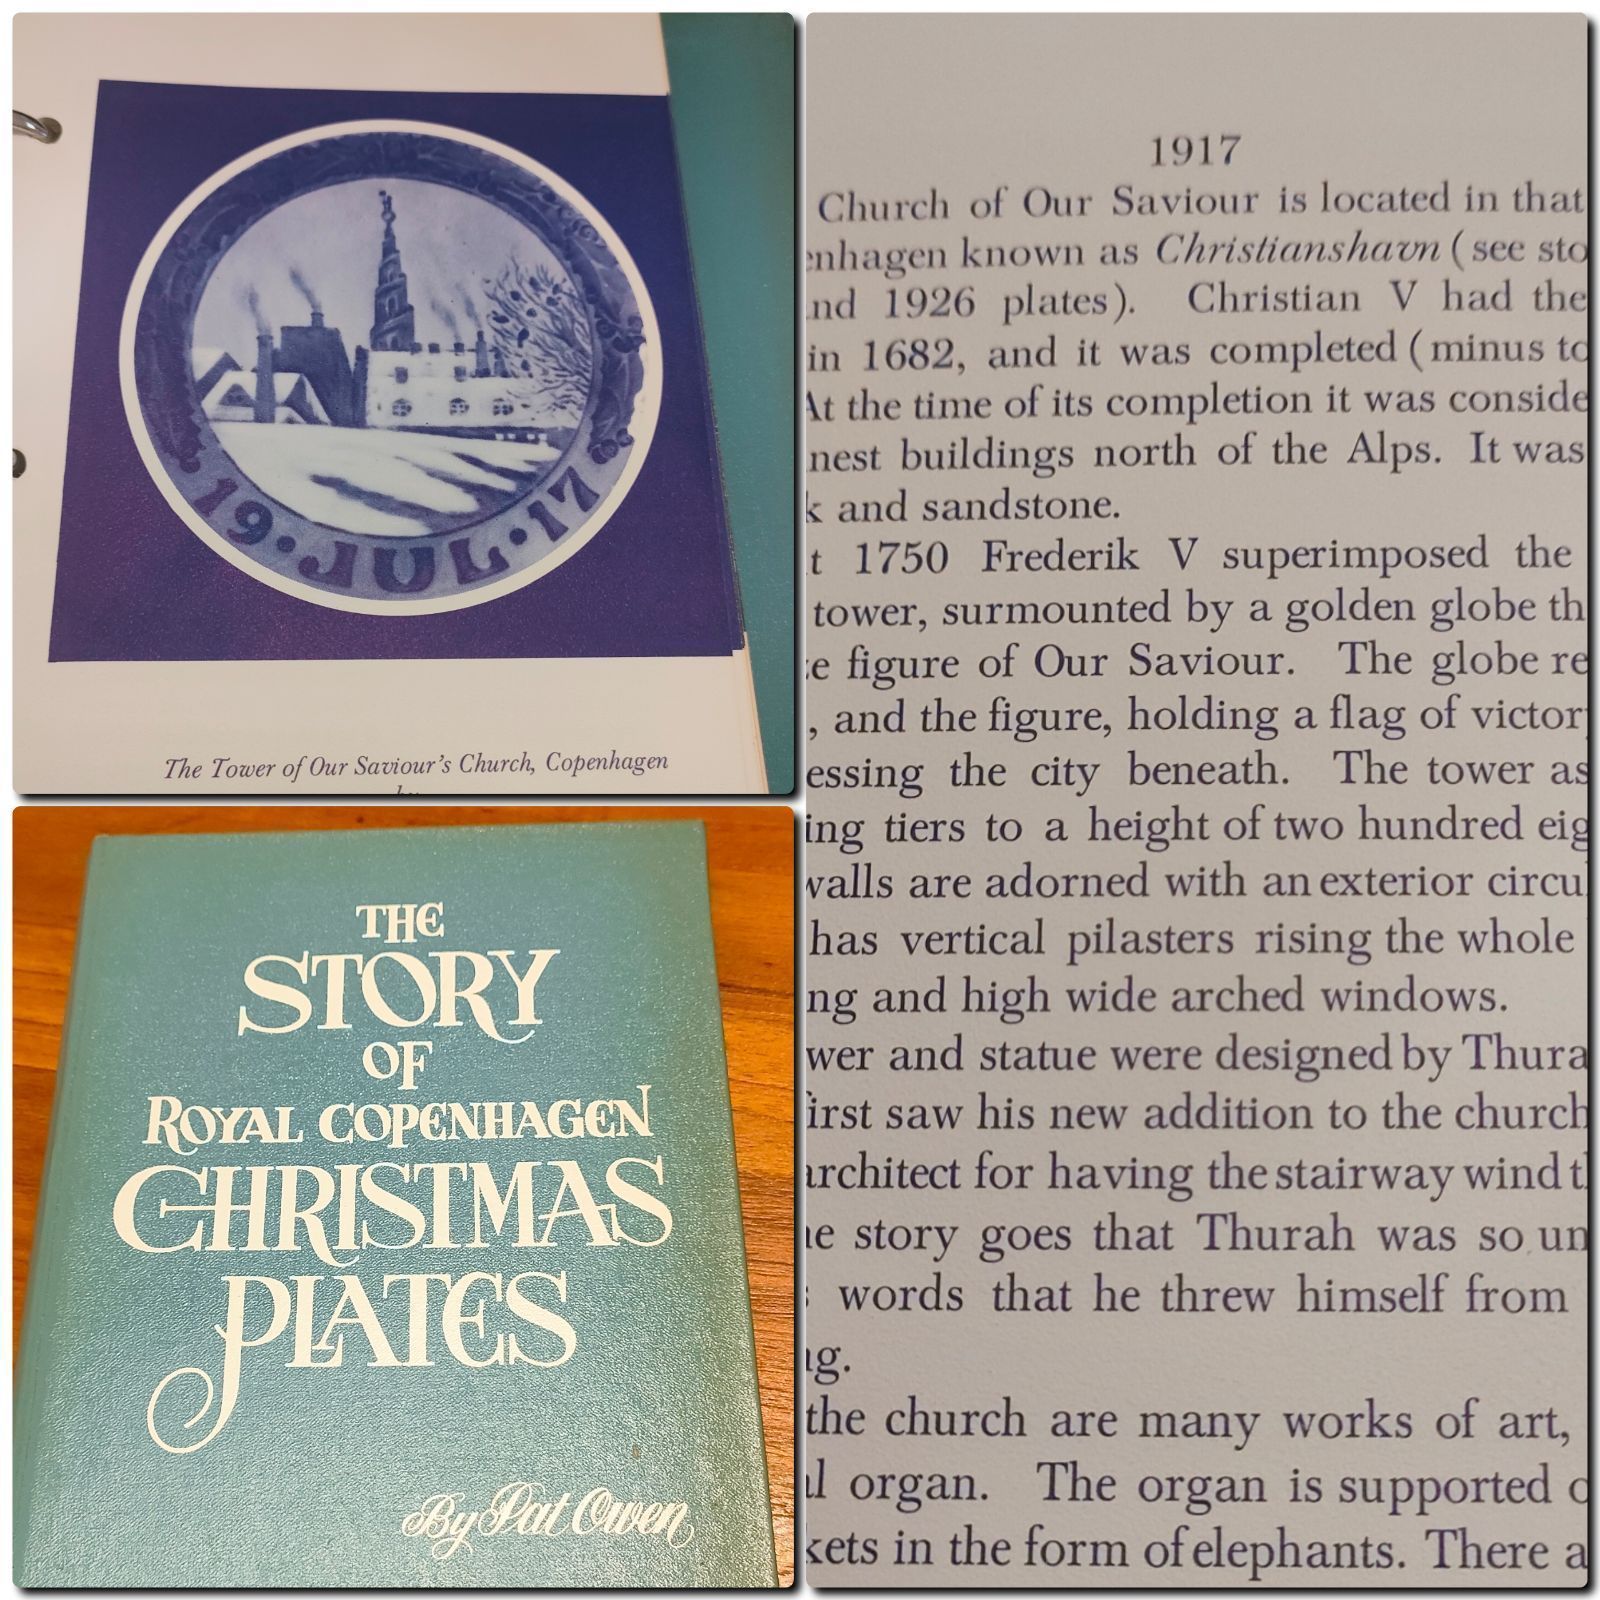 19·JUL·17
The Tower of Our Saviour's Church, Copenhagen
by
THE
STORY
OF
ROYAL COPENHAGEN
CHRISTMAS
PLATES
By Pat Owen
1917
Church of Our Saviour is located in that
enhagen known as Christianshavn (see sto
nd 1926 plates). Christian V had the
in 1682, and it was completed (minus to
At the time of its completion it was conside
nest buildings north of the Alps. It was
k and sandstone.
t 1750 Frederik V superimposed the
tower, surmounted by a golden globe th
e figure of Our Saviour. The globe re
, and the figure, holding a flag of victor
essing the city beneath. The tower as
ing tiers to a height of two hundred eig
walls are adorned with an exterior circu
has vertical pilasters rising the whole
ng and high wide arched windows.
wer and statue were designed by Thura
first saw his new addition to the church
architect for having the stairway wind t
e story goes that Thurah was so un
words that he threw himself from
g.
the church are many works of art,
l organ. The organ is supported o
kets in the form of elephants. There a